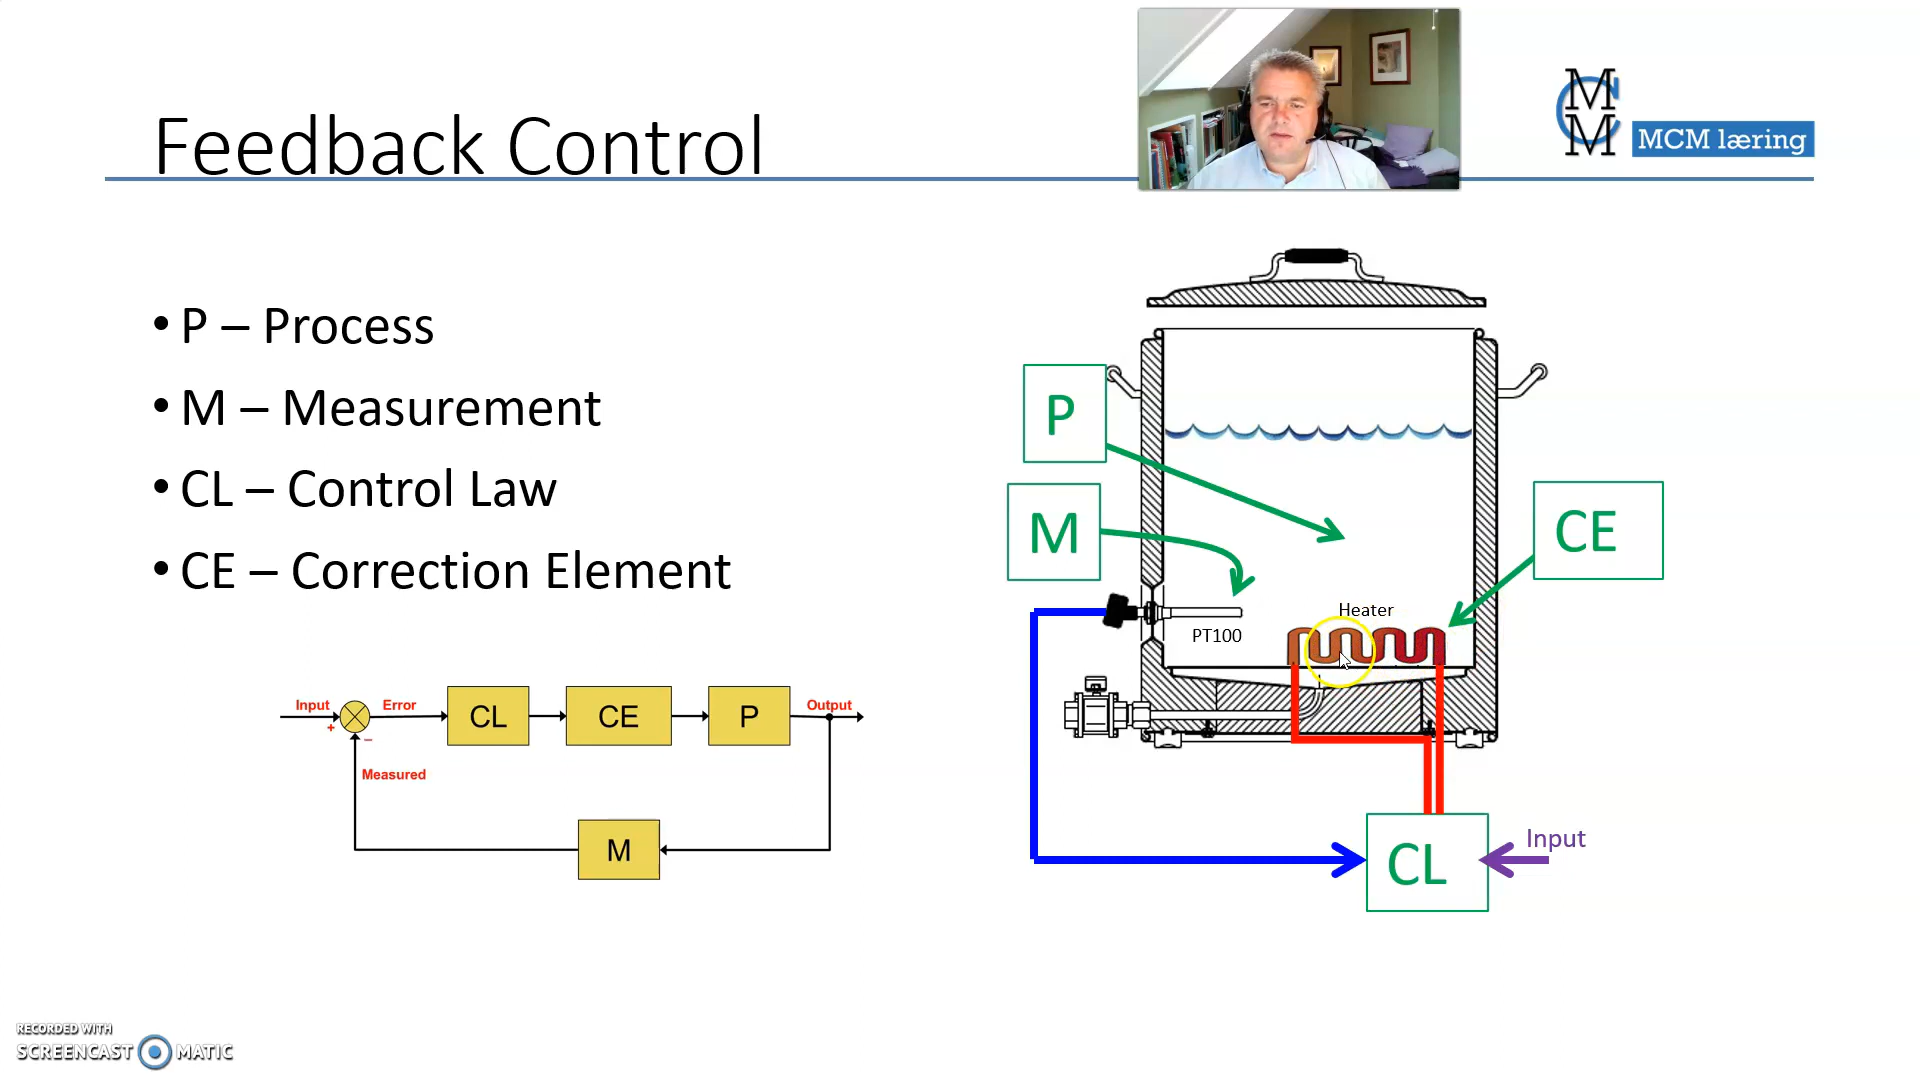 Feedback Control
MCM
MCM læring
• P – Process
• M – Measurement
• CL – Control Law
• CE – Correction Element
Input
+
–
Error
CL
CE
P
Output
Measured
M
P
M
CE
Heater
PT100
CL
Input
RECORDED WITH
SCREENCAST MATIC